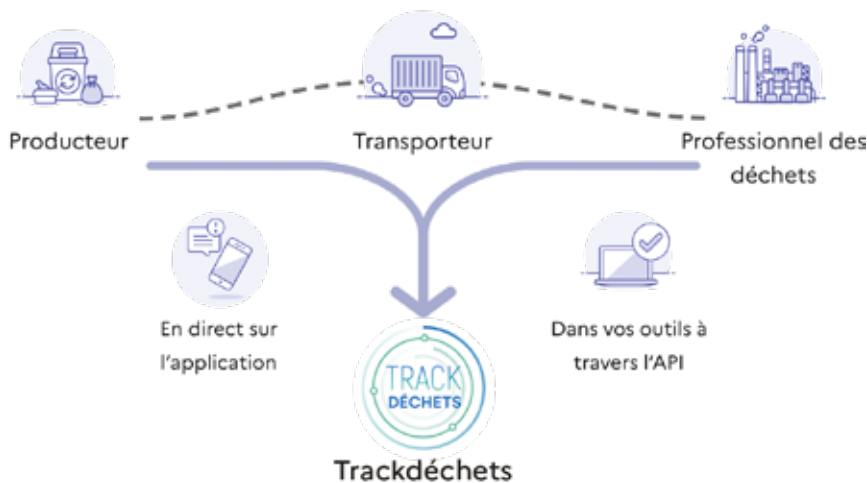 Producteur
Transporteur
Professionnel des
déchets
En direct sur
l'application
Dans vos outils à
travers l'API
TRACK
DÉCHETS
Trackdéchets